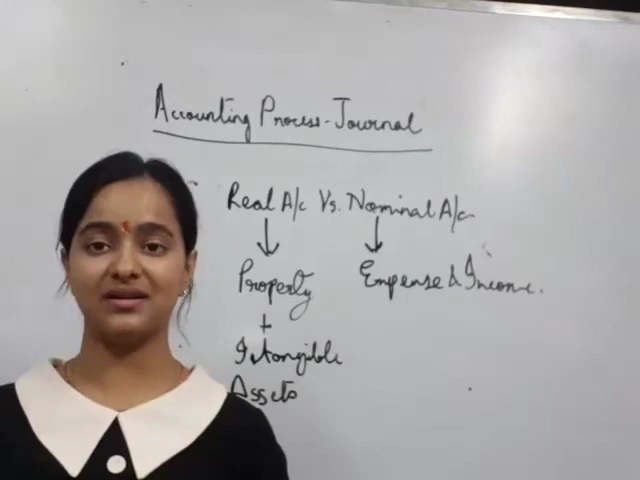 Accounting Process-Journal
Real A/c Vs. Nominal A/c
Property
Expense & Income.
+
Intangible
Assets